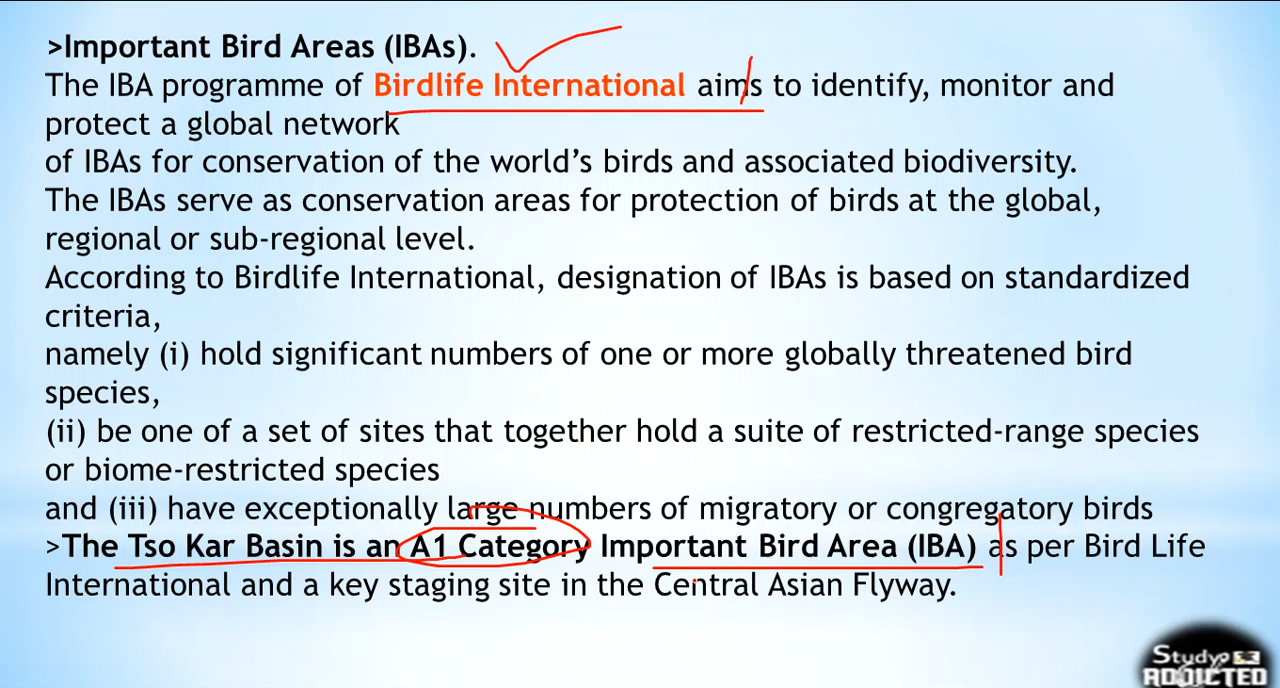 >Important Bird Areas (IBAs).
The IBA programme of Birdlife International aims to identify, monitor and
protect a global network
of IBAs for conservation of the world’s birds and associated biodiversity.
The IBAs serve as conservation areas for protection of birds at the global,
regional or sub-regional level.
According to Birdlife International, designation of IBAs is based on standardized
criteria,
namely (i) hold significant numbers of one or more globally threatened bird
species,
(ii) be one of a set of sites that together hold a suite of restricted-range species
or biome-restricted species
and (iii) have exceptionally large numbers of migratory or congregatory birds
>The Tso Kar Basin is an A1 Category Important Bird Area (IBA) as per Bird Life
International and a key staging site in the Central Asian Flyway.
Study
ADDICTED